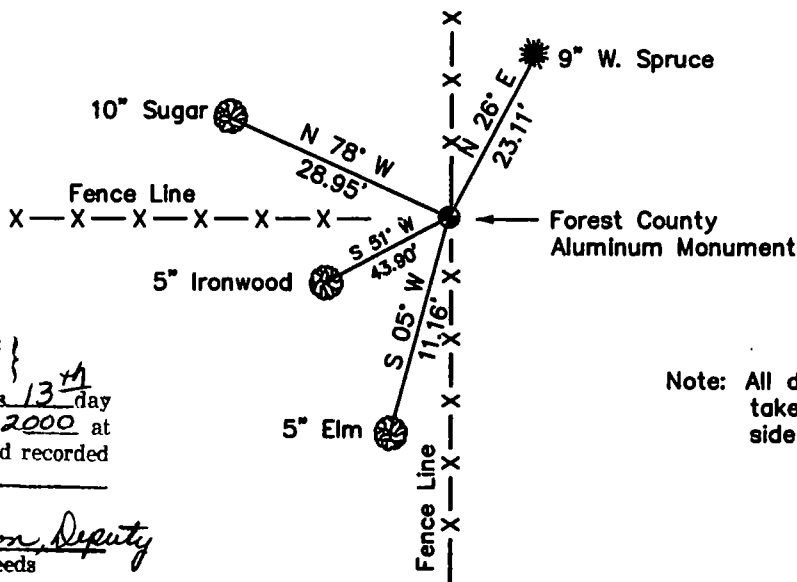 9" W. Spruce
10" Sugar
N 26° E
23.11'
N 78° W
28.95'
Fence Line
Forest County
Aluminum Monument
S 51° W
43.90'
5" Ironwood
S 05° W
11.16'
5" Elm
Fence Line
Note: All d
take
side
13th day
2000 at
d recorded
Deputy
eeds